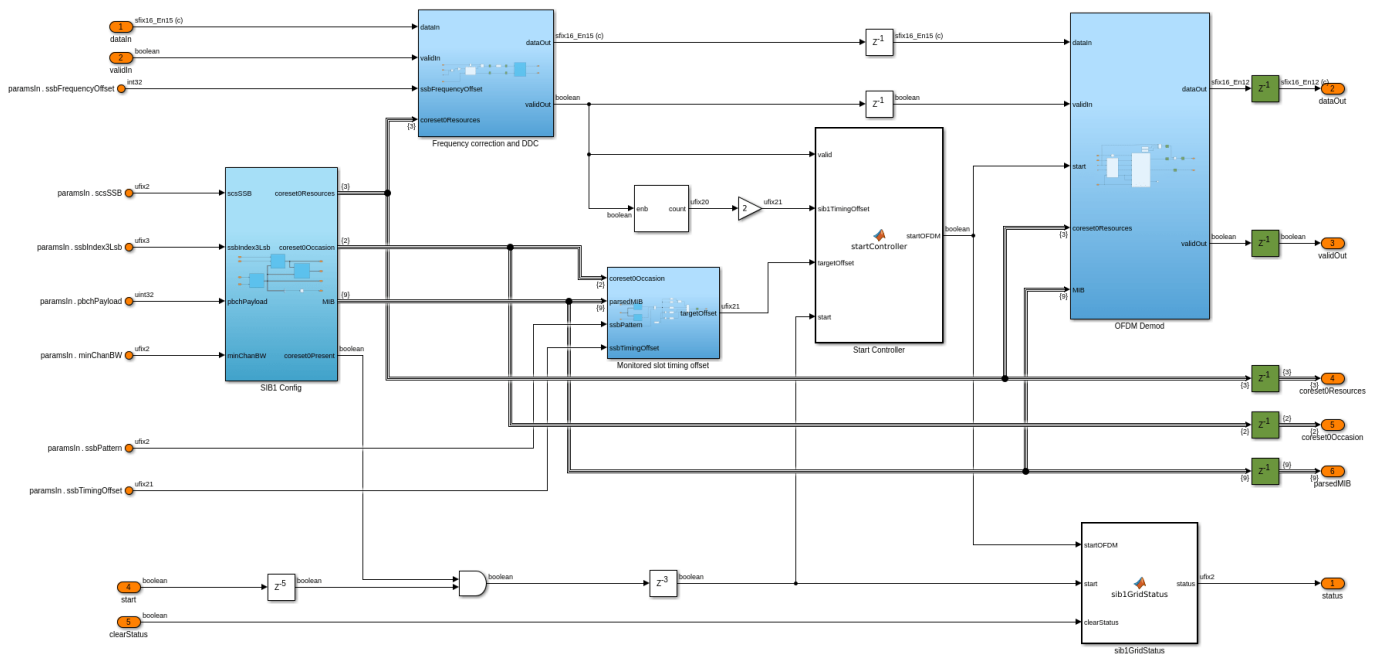 1
sfix16_En15 (c)
dataIn
2
boolean
validIn
paramsIn . ssbFrequencyOffset
int32
dataIn
validIn
ssbFrequencyOffset
coreset0Resources
{3}
dataOut
validOut
Frequency correction and DDC
sfix16_En15 (c)
boolean
Z-1
sfix16_En15 (c)
Z-1
boolean
paramsIn . scsSSB
ufix2
paramsIn . ssbIndex3Lsb
ufix3
paramsIn . pbchPayload
uint32
paramsIn . minChanBW
ufix2
scsSSB
ssbIndex3Lsb
pbchPayload
minChanBW
coreset0Resources
coreset0Occasion
MIB
coreset0Present
SIB1 Config
{3}
{2}
{9}
boolean
boolean
enb
count
ufix20
2
ufix21
coreset0Occasion
{2}
parsedMIB
{9}
ssbPattern
ssbTimingOffset
targetOffset
Monitored slot timing offset
ufix21
valid
sib1TimingOffset
targetOffset
start
startController
startOFDM
Start Controller
boolean
dataIn
validIn
start
coreset0Resources
{3}
MIB
{9}
dataOut
validOut
OFDM Demod
sfix16_En12
Z-1
sfix16_En12 (c)
2
dataOut
boolean
Z-1
boolean
3
validOut
{3}
Z-1
{3}
{3}
4
coreset0Resources
{2}
Z-1
{2}
{2}
5
coreset0Occasion
{9}
Z-1
{9}
{9}
6
parsedMIB
paramsIn . ssbPattern
ufix2
paramsIn . ssbTimingOffset
ufix21
4
boolean
start
Z-5
boolean
boolean
Z-3
boolean
5
boolean
clearStatus
startOFDM
start
clearStatus
sib1GridStatus
status
sib1GridStatus
ufix2
1
status